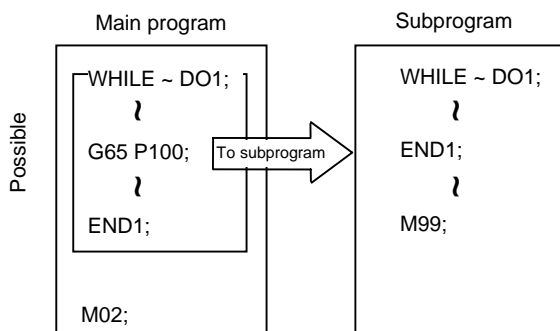 Main program
Subprogram
Possible
WHILE ~ DO1;
~
G65 P100;
~
END1;
M02;
To subprogram
WHILE ~ DO1;
~
END1;
~
M99;